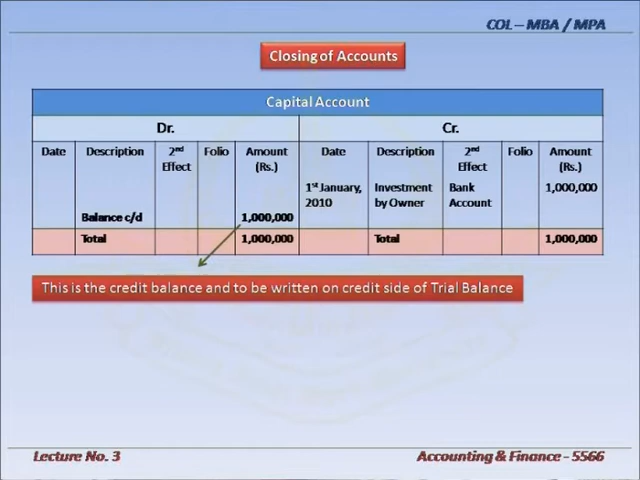 COL – MBA / MPA
Closing of Accounts
Capital Account
Dr. Cr.
Date Description 2nd Effect Folio Amount (Rs.) Date Description 2nd Effect Folio Amount (Rs.)
1st January, 2010 Investment by Owner Bank Account 1,000,000
Balance c/d 1,000,000
Total 1,000,000 Total 1,000,000
This is the credit balance and to be written on credit side of Trial Balance
Lecture No. 3 Accounting & Finance - 5566